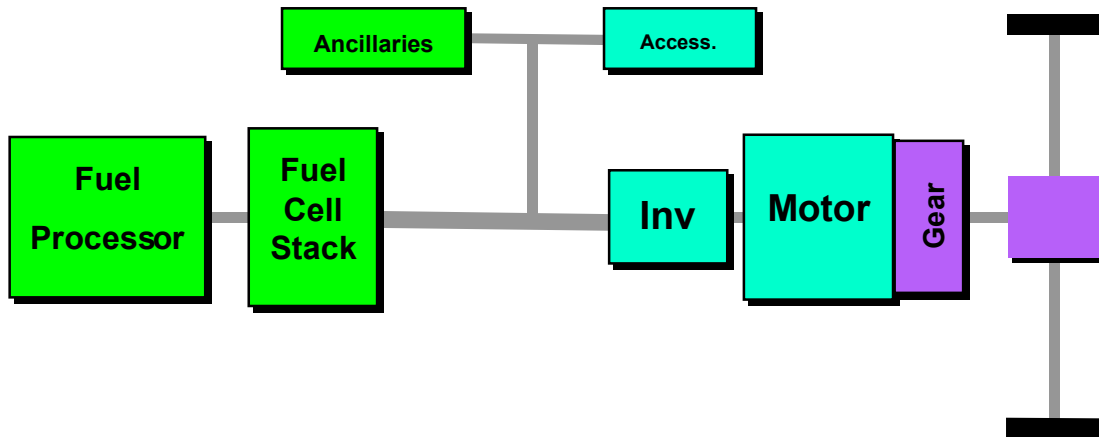 Ancillaries
Access.
Fuel
Processor
Fuel
Cell
Stack
Inv
Motor
Gear